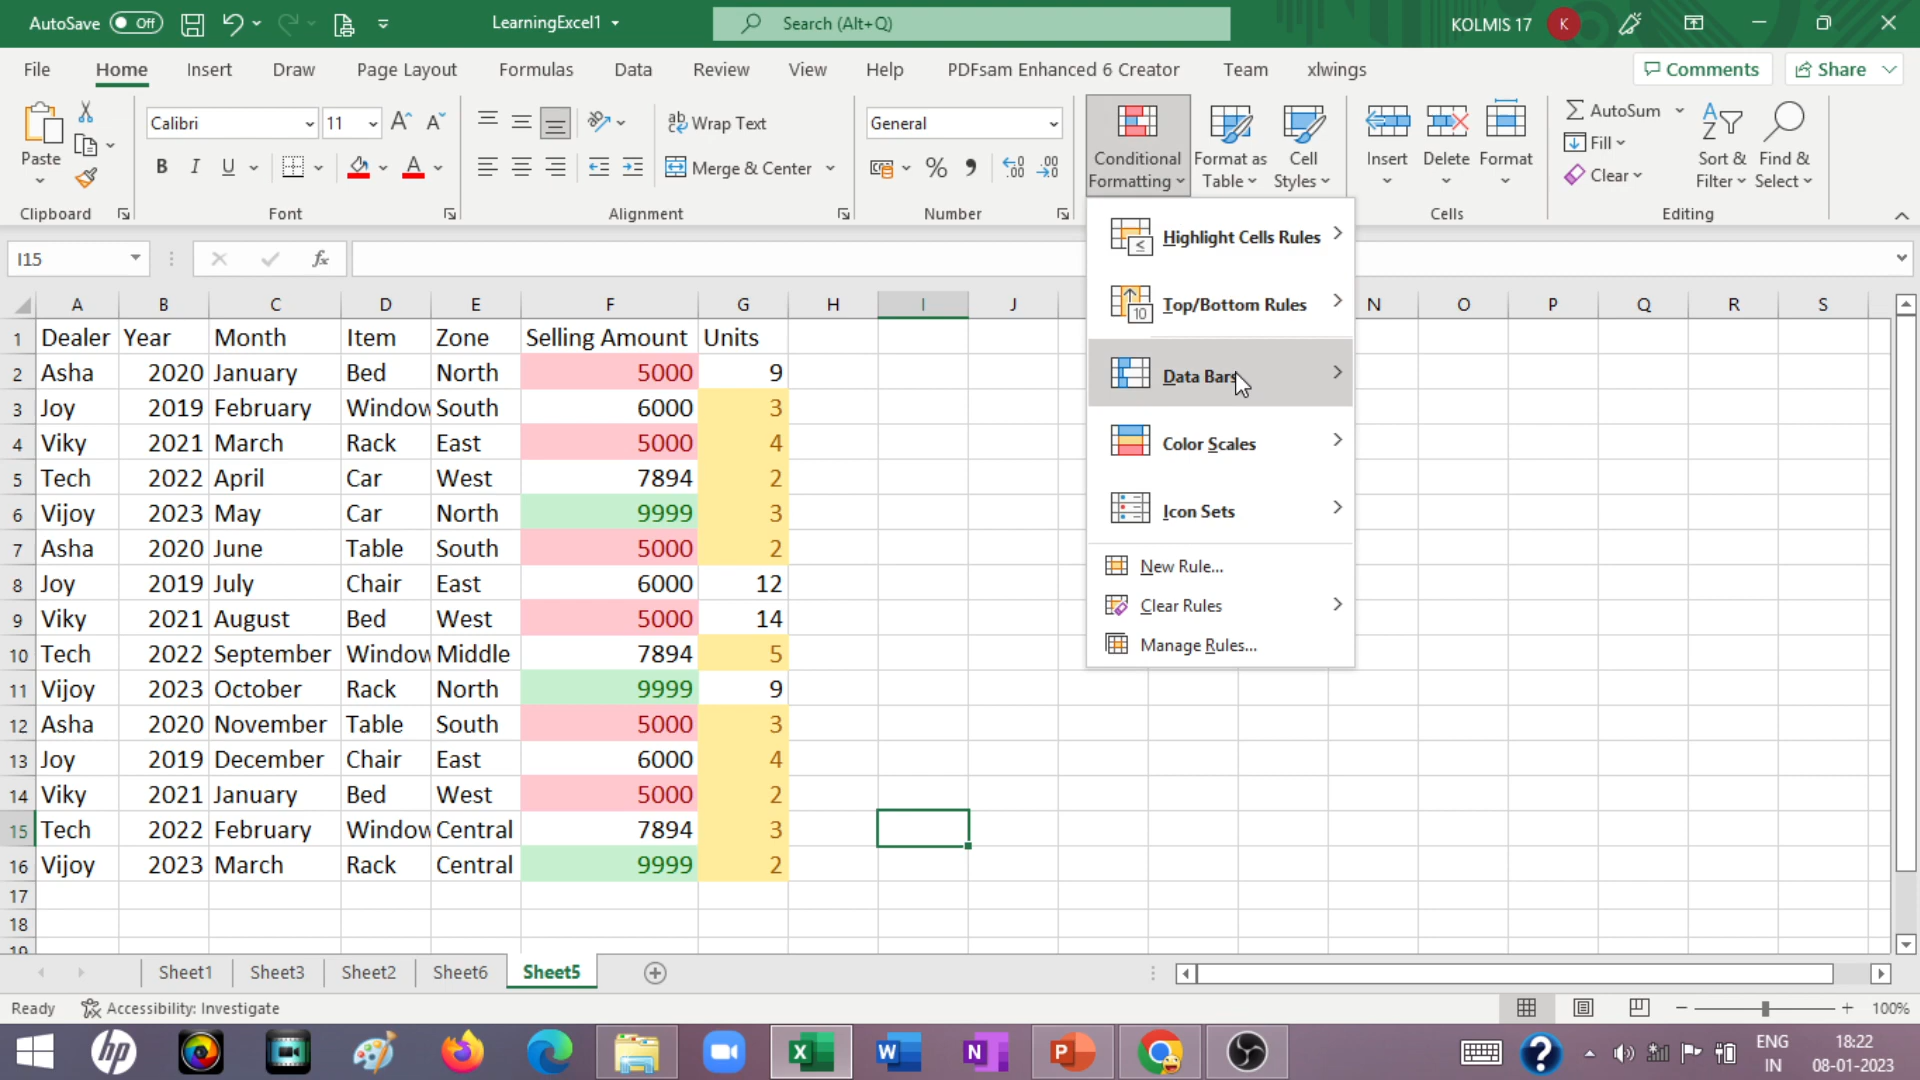 AutoSave Off LearningExcel1 Search (Alt+Q) KOLMIS 17 K
File Home Insert Draw Page Layout Formulas Data Review View Help PDFsam Enhanced 6 Creator Team xlwings Comments Share
Paste Calibri 11 Wrap Text General Conditional Formatting Format as Table Cell Styles Insert Delete Format AutoSum Sort & Filter Find & Select
B I U Merge & Center % Fill Clear
Clipboard Font Alignment Number Cells Editing
I15 fx
A B C D E F G H I J N O P Q R S
1 Dealer Year Month Item Zone Selling Amount Units
2 Asha 2020 January Bed North 5000 9
3 Joy 2019 February Window South 6000 3
4 Viky 2021 March Rack East 5000 4
5 Tech 2022 April Car West 7894 2
6 Vijoy 2023 May Car North 9999 3
7 Asha 2020 June Table South 5000 2
8 Joy 2019 July Chair East 6000 12
9 Viky 2021 August Bed West 5000 14
10 Tech 2022 September Window Middle 7894 5
11 Vijoy 2023 October Rack North 9999 9
12 Asha 2020 November Table South 5000 3
13 Joy 2019 December Chair East 6000 4
14 Viky 2021 January Bed West 5000 2
15 Tech 2022 February Window Central 7894 3
16 Vijoy 2023 March Rack Central 9999 2
17
18
19
Highlight Cells Rules
Top/Bottom Rules
Data Bars
Color Scales
Icon Sets
New Rule...
Clear Rules
Manage Rules...
Sheet1 Sheet3 Sheet2 Sheet6 Sheet5
Ready Accessibility: Investigate 100%
ENG 18:22
IN 08-01-2023